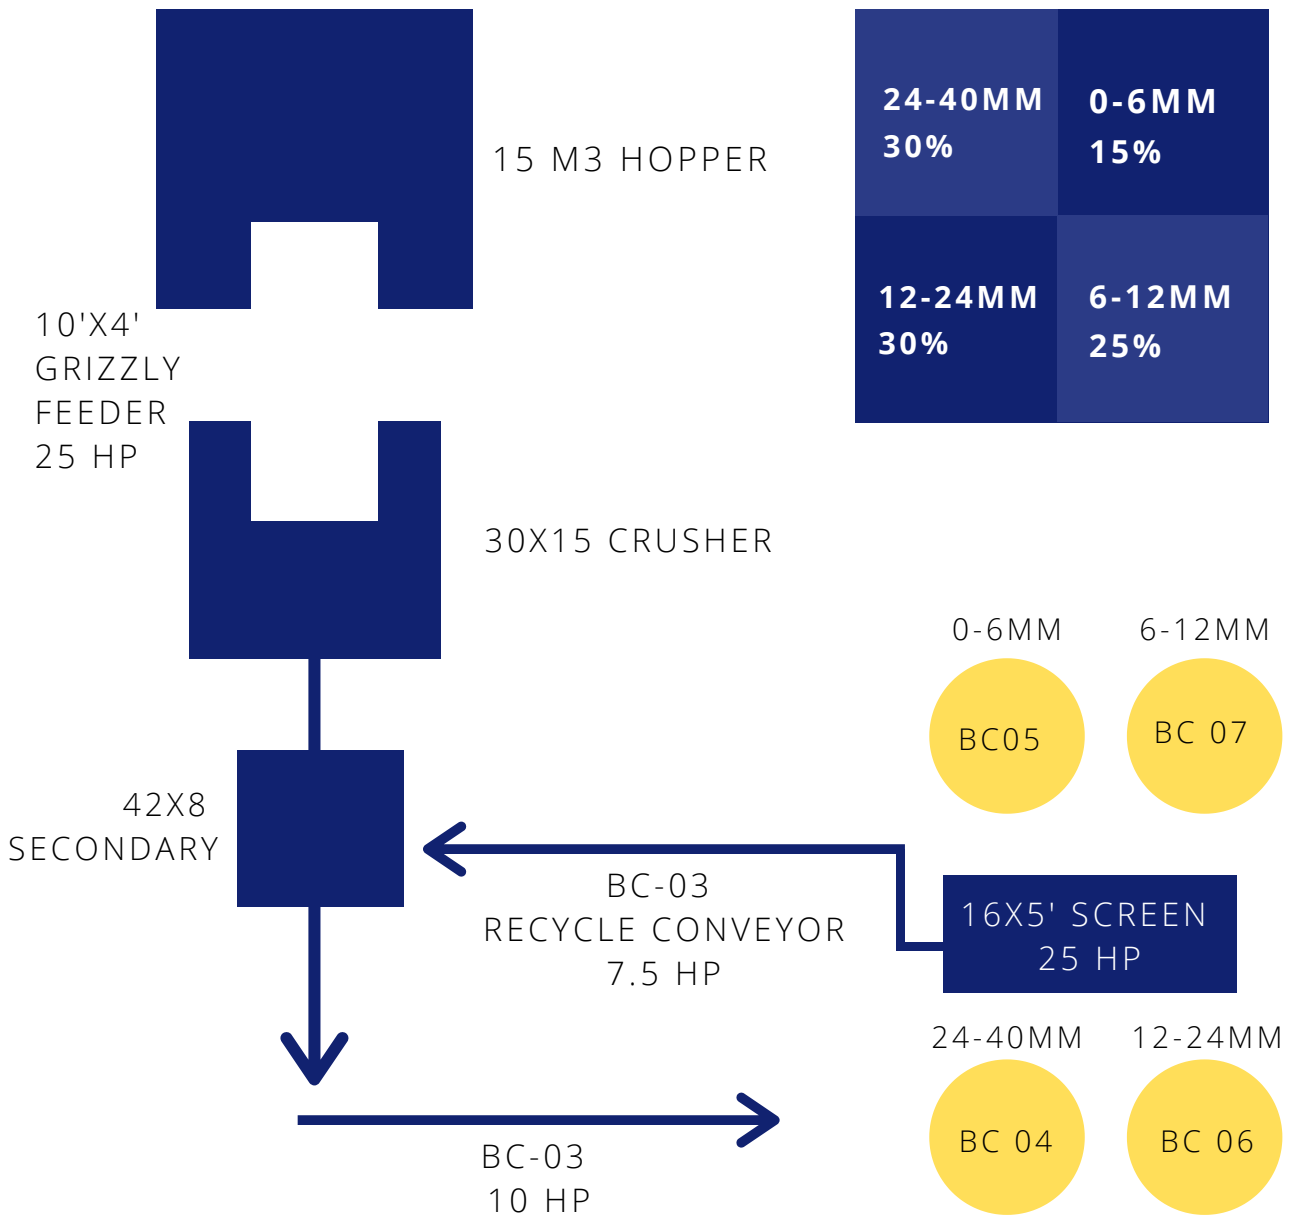 15 M3 HOPPER
24-40MM
30%
0-6MM
15%
12-24MM
30%
6-12MM
25%
10'X4'
GRIZZLY
FEEDER
25 HP
30X15 CRUSHER
0-6MM
6-12MM
BC05
BC 07
42X8
SECONDARY
BC-03
RECYCLE CONVEYOR
7.5 HP
16X5' SCREEN
25 HP
24-40MM
12-24MM
BC 04
BC 06
BC-03
10 HP